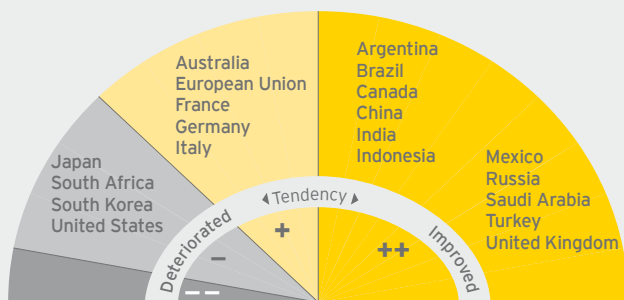 Australia
European Union
France
Germany
Italy
Argentina
Brazil
Canada
China
India
Indonesia
Japan
South Africa
South Korea
United States
Mexico
Russia
Saudi Arabia
Turkey
United Kingdom
Tendency
Deteriorated
Improved
+
++
–
– –